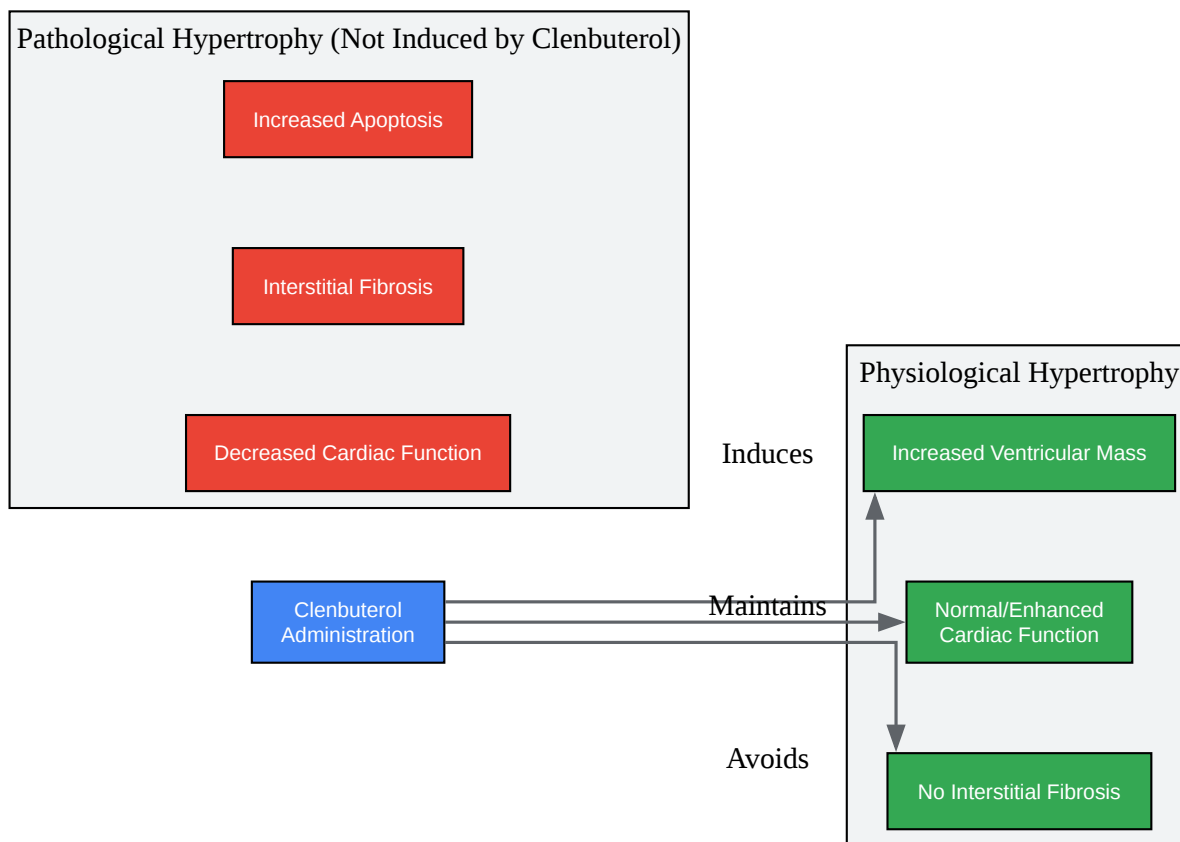 Pathological Hypertrophy (Not Induced by Clenbuterol)
Increased Apoptosis
Interstitial Fibrosis
Decreased Cardiac Function
Clenbuterol
Administration
Induces
Maintains
Avoids
Physiological Hypertrophy
Increased Ventricular Mass
Normal/Enhanced
Cardiac Function
No Interstitial Fibrosis